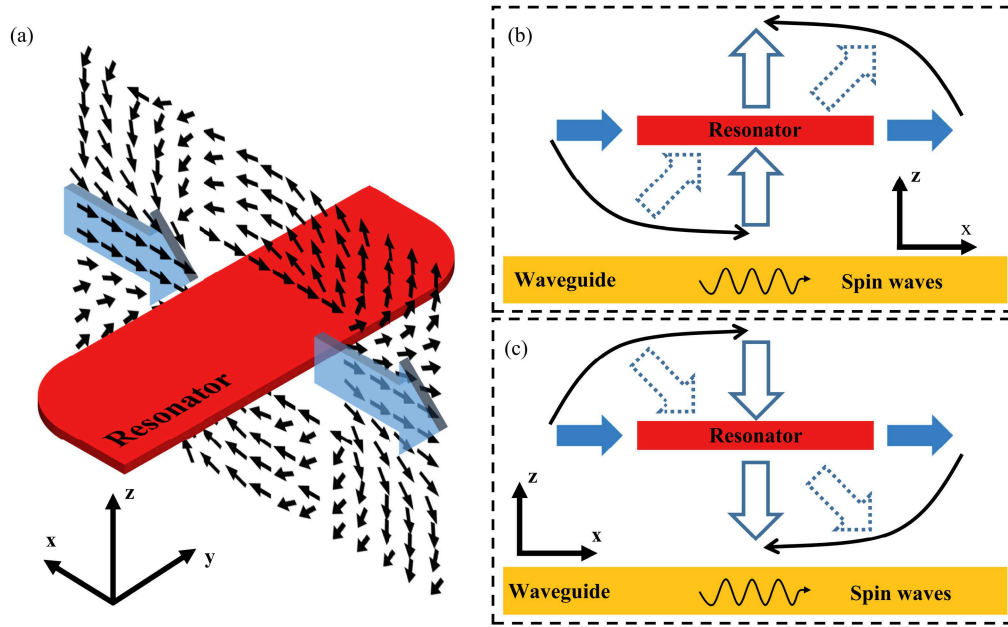 (a)
Resonator
z
x
y
(b)
Resonator
z
x
Waveguide
Spin waves
(c)
Resonator
z
x
Waveguide
Spin waves